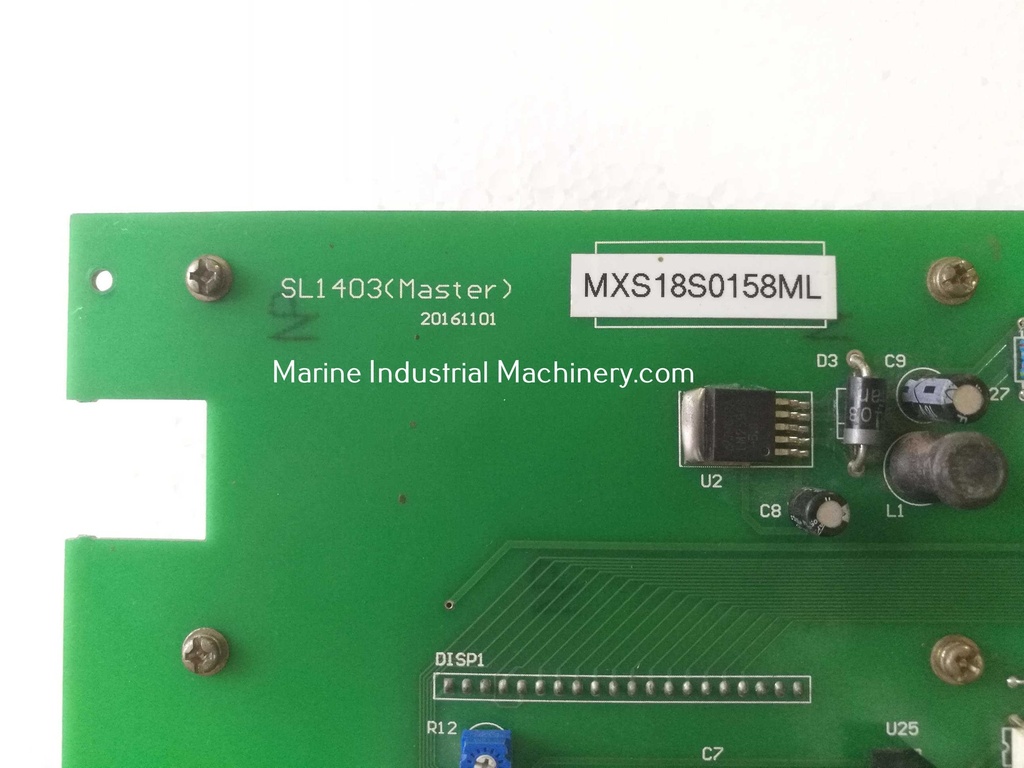 SL1403(Master)
20161101
MXS18S0158ML
Marine Industrial Machinery.com
D3
C9
27
U2
C8
L1
DISP1
R12
U25
C7